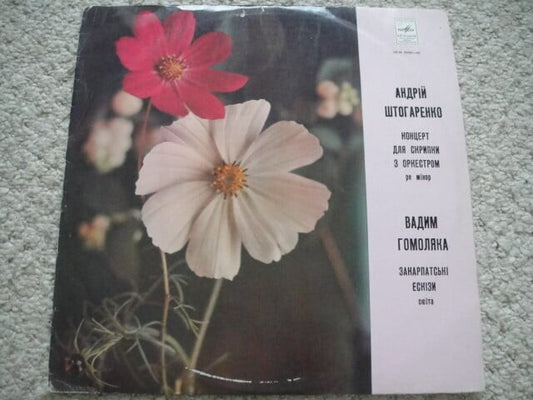 АНДРІЙ
ШТОГАРЕНКО
КОНЦЕРТ
ДЛЯ СКРИПКИ
З ОРКЕСТРОМ
ре мінор
ВАДИМ
ГОМОЛЯКА
ЗАКАРПАТСЬКІ
ЕСКІЗИ
сюїта